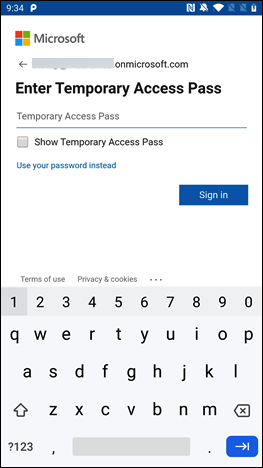 9:34
Microsoft
onmicrosoft.com
Enter Temporary Access Pass
Temporary Access Pass
Show Temporary Access Pass
Use your password instead
Sign in
Terms of use Privacy & cookies ...
1 2 3 4 5 6 7 8 9 0
q w e r t y u i o p
a s d f g h j k l
z x c v b n m
?123 , .